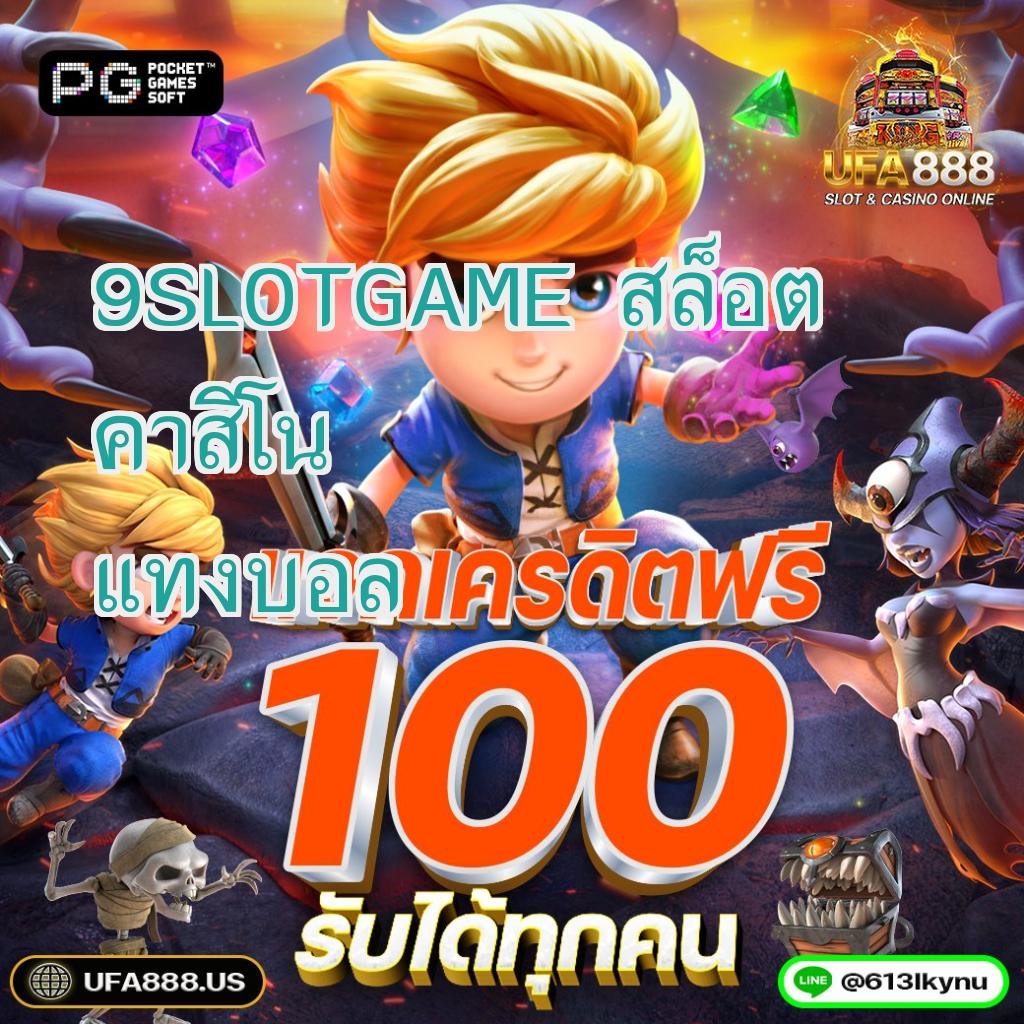 PG POCKET GAMES SOFT™
UFA888
SLOT & CASINO ONLINE
9SLOTGAME สล็อต
คาสิโน
แทงบอล
เครดิตฟรี
100
รับได้ทุกคน
UFA888.US
LINE @613lkynu